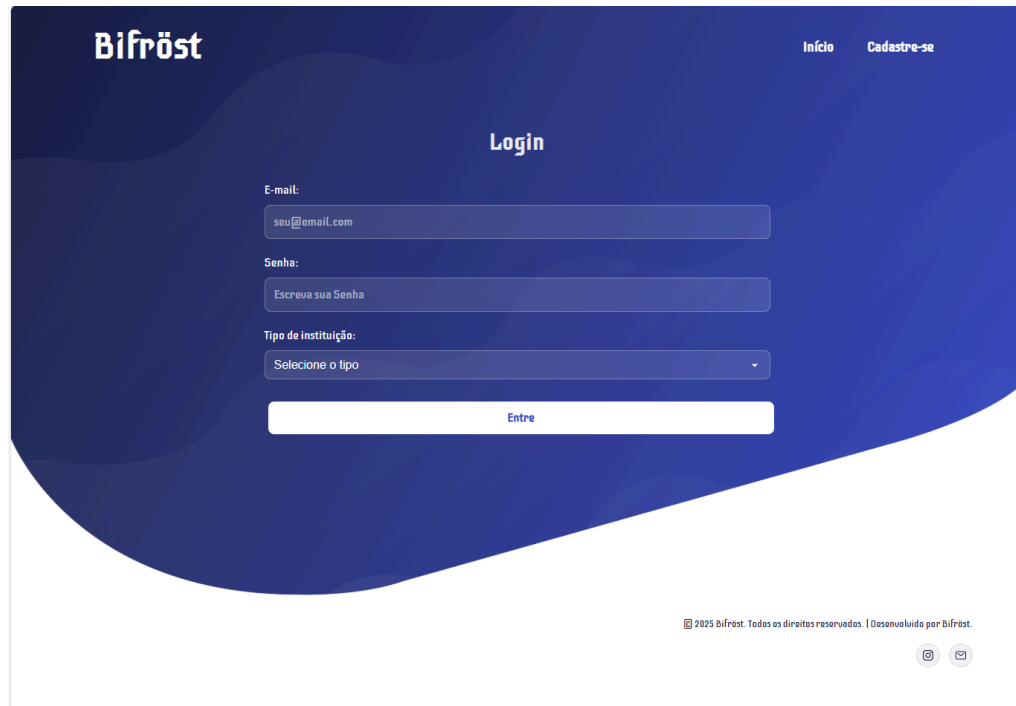 Bifröst
Início Cadastre-se
Login
E-mail:
seu@email.com
Senha:
Escreva sua Senha
Tipo de instituição:
Selecione o tipo
Entre
© 2025 Bifröst. Todos os direitos reservados. | Desenvolvido por Bifröst.